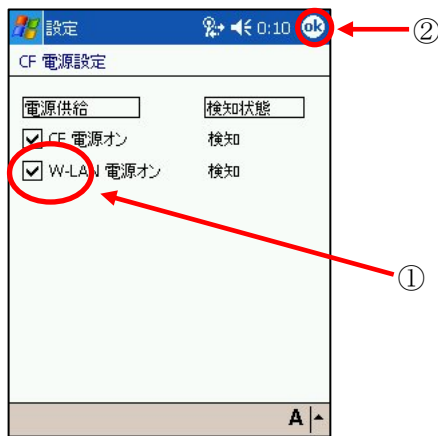 設定 0:10 ok ②
CF 電源設定
電源供給 検知状態
CF 電源オン 検知
W-LAN 電源オン 検知
①
A